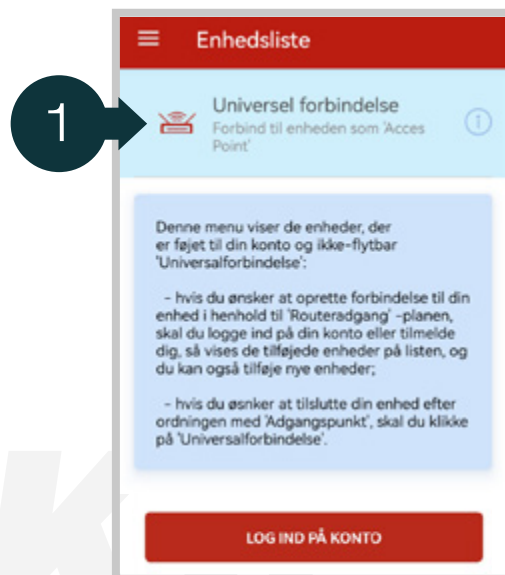 Enhedsliste
1
Universel forbindelse
Forbind til enheden som 'Acces
Point'
Denne menu viser de enheder, der
er føjet til din konto og ikke-flytbar
'Universalforbindelse':
- hvis du ønsker at oprette forbindelse til din
enhed i henhold til 'Routeradgang' -planen,
skal du logge ind på din konto eller tilmelde
dig, så vises de tilføjede enheder på listen, og
du kan også tilføje nye enheder;
- hvis du øsnker at tilslutte din enhed efter
ordningen med 'Adgangspunkt', skal du klikke
på 'Universalforbindelse'.
LOG IND PÅ KONTO